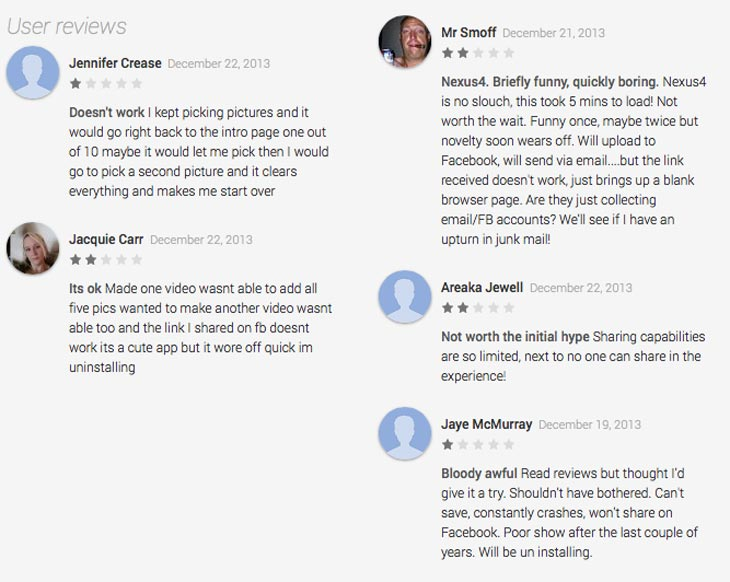 User reviews
Jennifer Crease December 22, 2013
Doesn't work I kept picking pictures and it
would go right back to the intro page one out
of 10 maybe it would let me pick then I would
go to pick a second picture and it clears
everything and makes me start over
Jacquie Carr December 22, 2013
Its ok Made one video wasnt able to add all
five pics wanted to make another video wasnt
able too and the link I shared on fb doesnt
work its a cute app but it wore off quick im
uninstalling
Mr Smoff December 21, 2013
Nexus4. Briefly funny, quickly boring. Nexus4
is no slouch, this took 5 mins to load! Not
worth the wait. Funny once, maybe twice but
novelty soon wears off. Will upload to
Facebook, will send via email....but the link
received doesn't work, just brings up a blank
browser page. Are they just collecting
email/FB accounts? We'll see if I have an
upturn in junk mail!
Areaka Jewell December 22, 2013
Not worth the initial hype Sharing capabilities
are so limited, next to no one can share in the
experience!
Jaye McMurray December 19, 2013
Bloody awful Read reviews but thought I'd
give it a try. Shouldn't have bothered. Can't
save, constantly crashes, won't share on
Facebook. Poor show after the last couple of
years. Will be un installing.